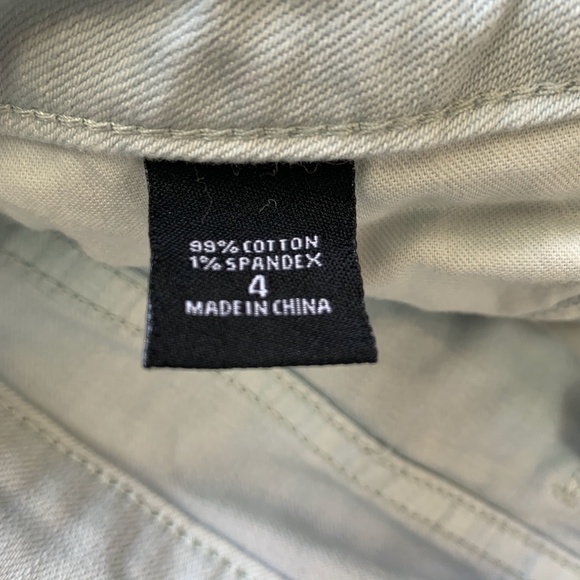 99% COTTON
1% SPANDEX
4
MADE IN CHINA